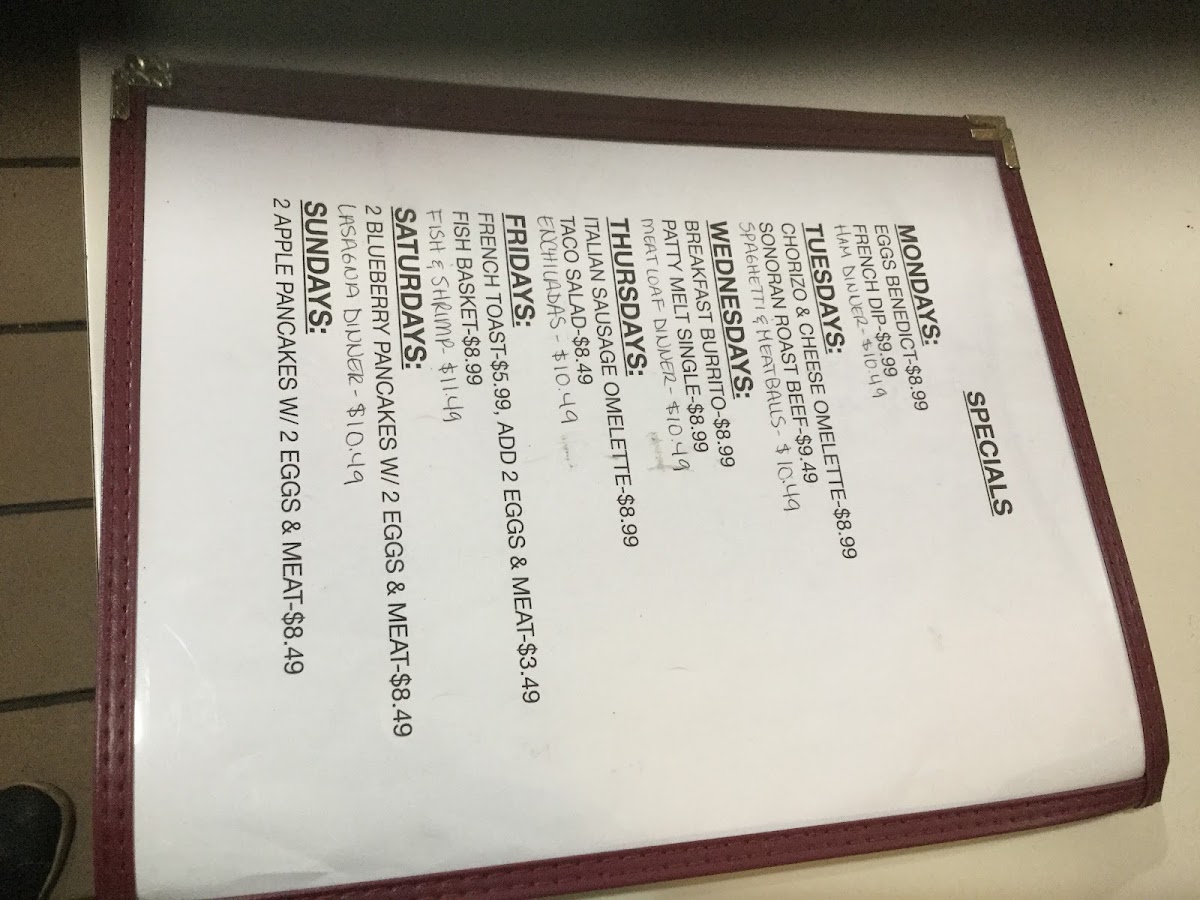 SPECIALS
MONDAYS:
EGGS BENEDICT-$8.99
FRENCH DIP-$9.99
HAM DINNER- $10.49
TUESDAYS:
CHORIZO & CHEESE OMELETTE-$8.99
SONORAN ROAST BEEF-$9.49
SPAGHETTI & MEATBALLS- $10.49
WEDNESDAYS:
BREAKFAST BURRITO-$8.99
PATTY MELT SINGLE-$8.99
MEATLOAF DINNER- $10.49
THURSDAYS:
ITALIAN SAUSAGE OMELETTE-$8.99
TACO SALAD-$8.49
ENCHILADAS - $10.49
FRIDAYS:
FRENCH TOAST-$5.99, ADD 2 EGGS & MEAT-$3.49
FISH BASKET-$8.99
FISH & SHRIMP- $11.49
SATURDAYS:
2 BLUEBERRY PANCAKES W/ 2 EGGS & MEAT-$8.49
LASAGNA DINNER - $10.49
SUNDAYS:
2 APPLE PANCAKES W/ 2 EGGS & MEAT-$8.49